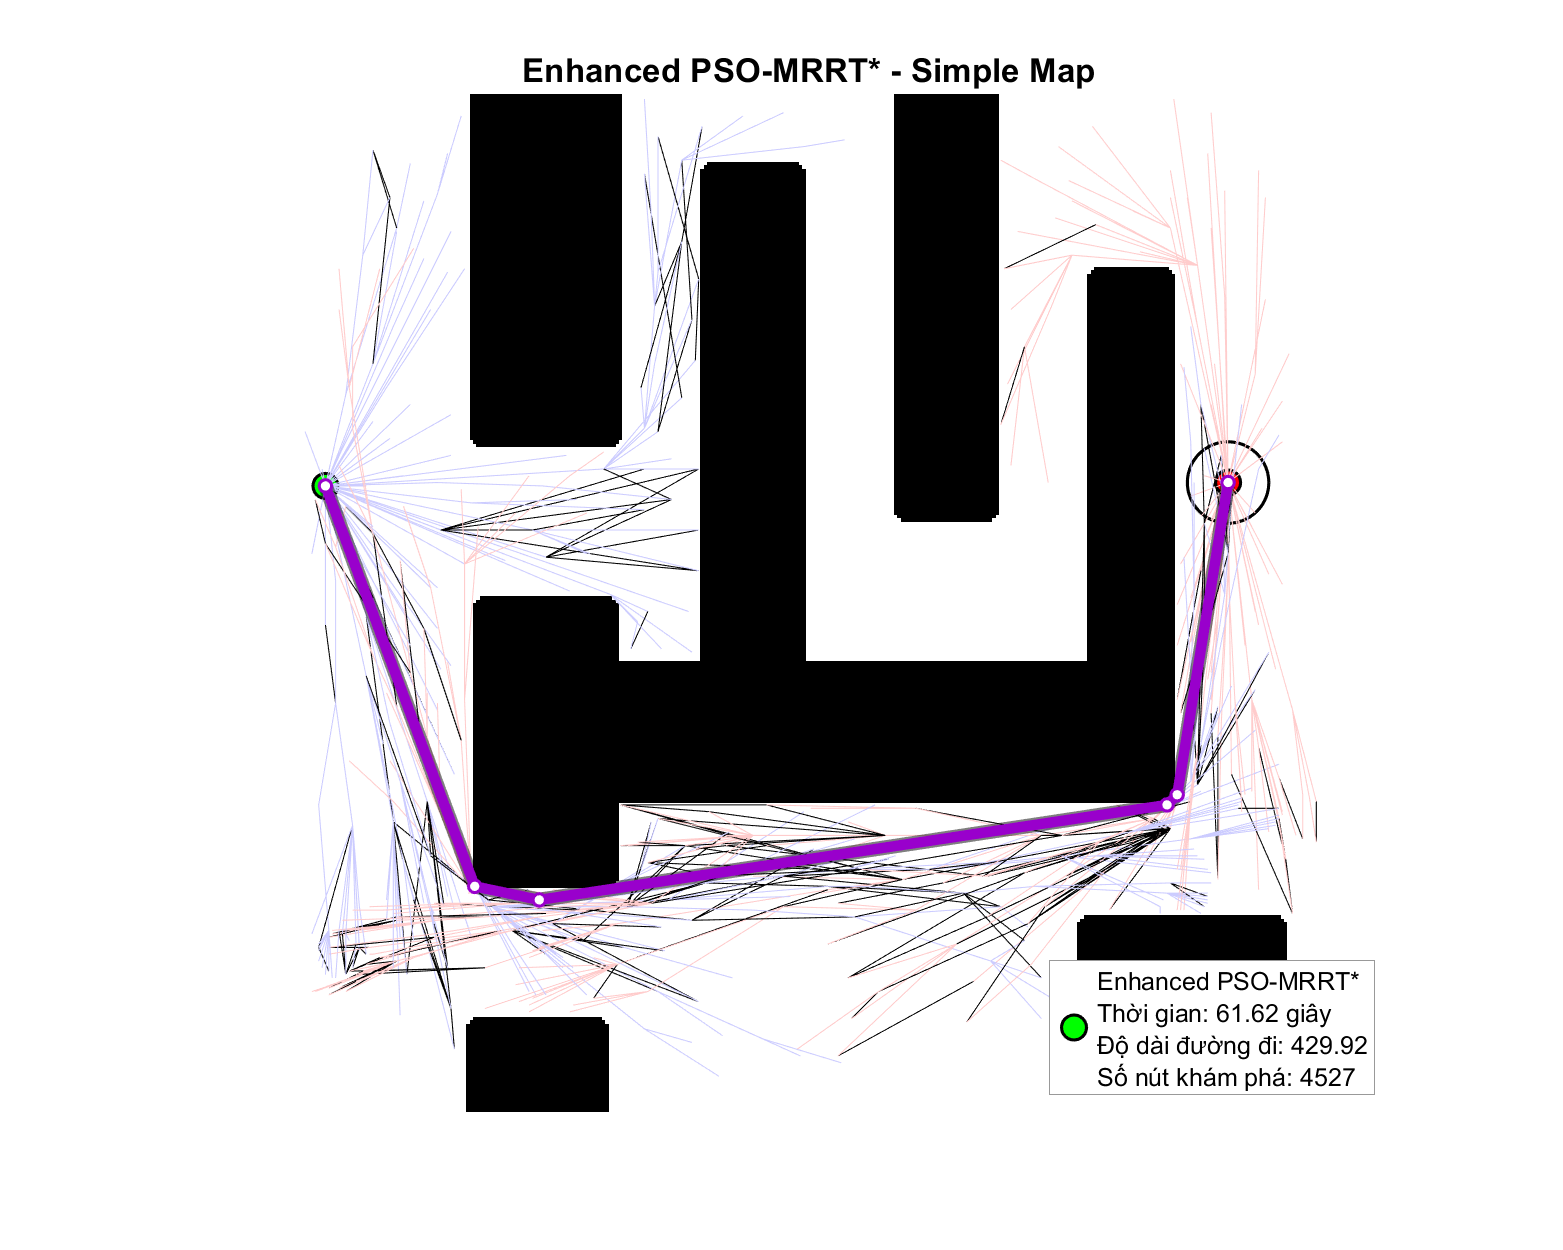 Enhanced PSO-MRRT* - Simple Map
Enhanced PSO-MRRT*
Thời gian: 61.62 giây
Độ dài đường đi: 429.92
Số nút khám phá: 4527